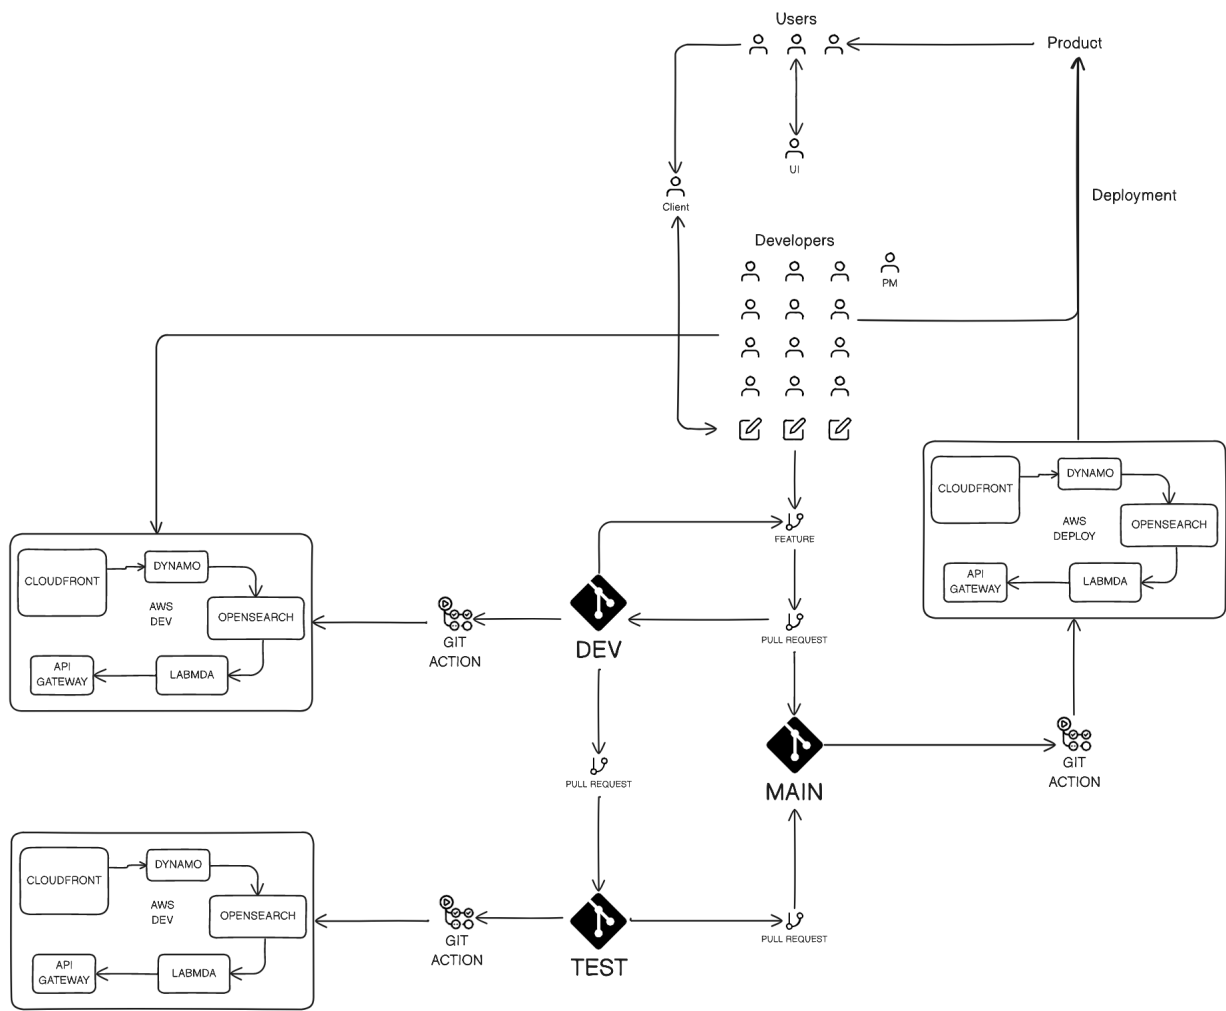 Users
Product
UI
Client
Deployment
Developers
PM
CLOUDFRONT
DYNAMO
AWS
DEPLOY
OPENSEARCH
API
GATEWAY
LABMDA
FEATURE
CLOUDFRONT
DYNAMO
AWS
DEV
OPENSEARCH
API
GATEWAY
LABMDA
GIT
ACTION
DEV
PULL REQUEST
PULL REQUEST
MAIN
GIT
ACTION
CLOUDFRONT
DYNAMO
AWS
DEV
OPENSEARCH
API
GATEWAY
LABMDA
GIT
ACTION
TEST
PULL REQUEST